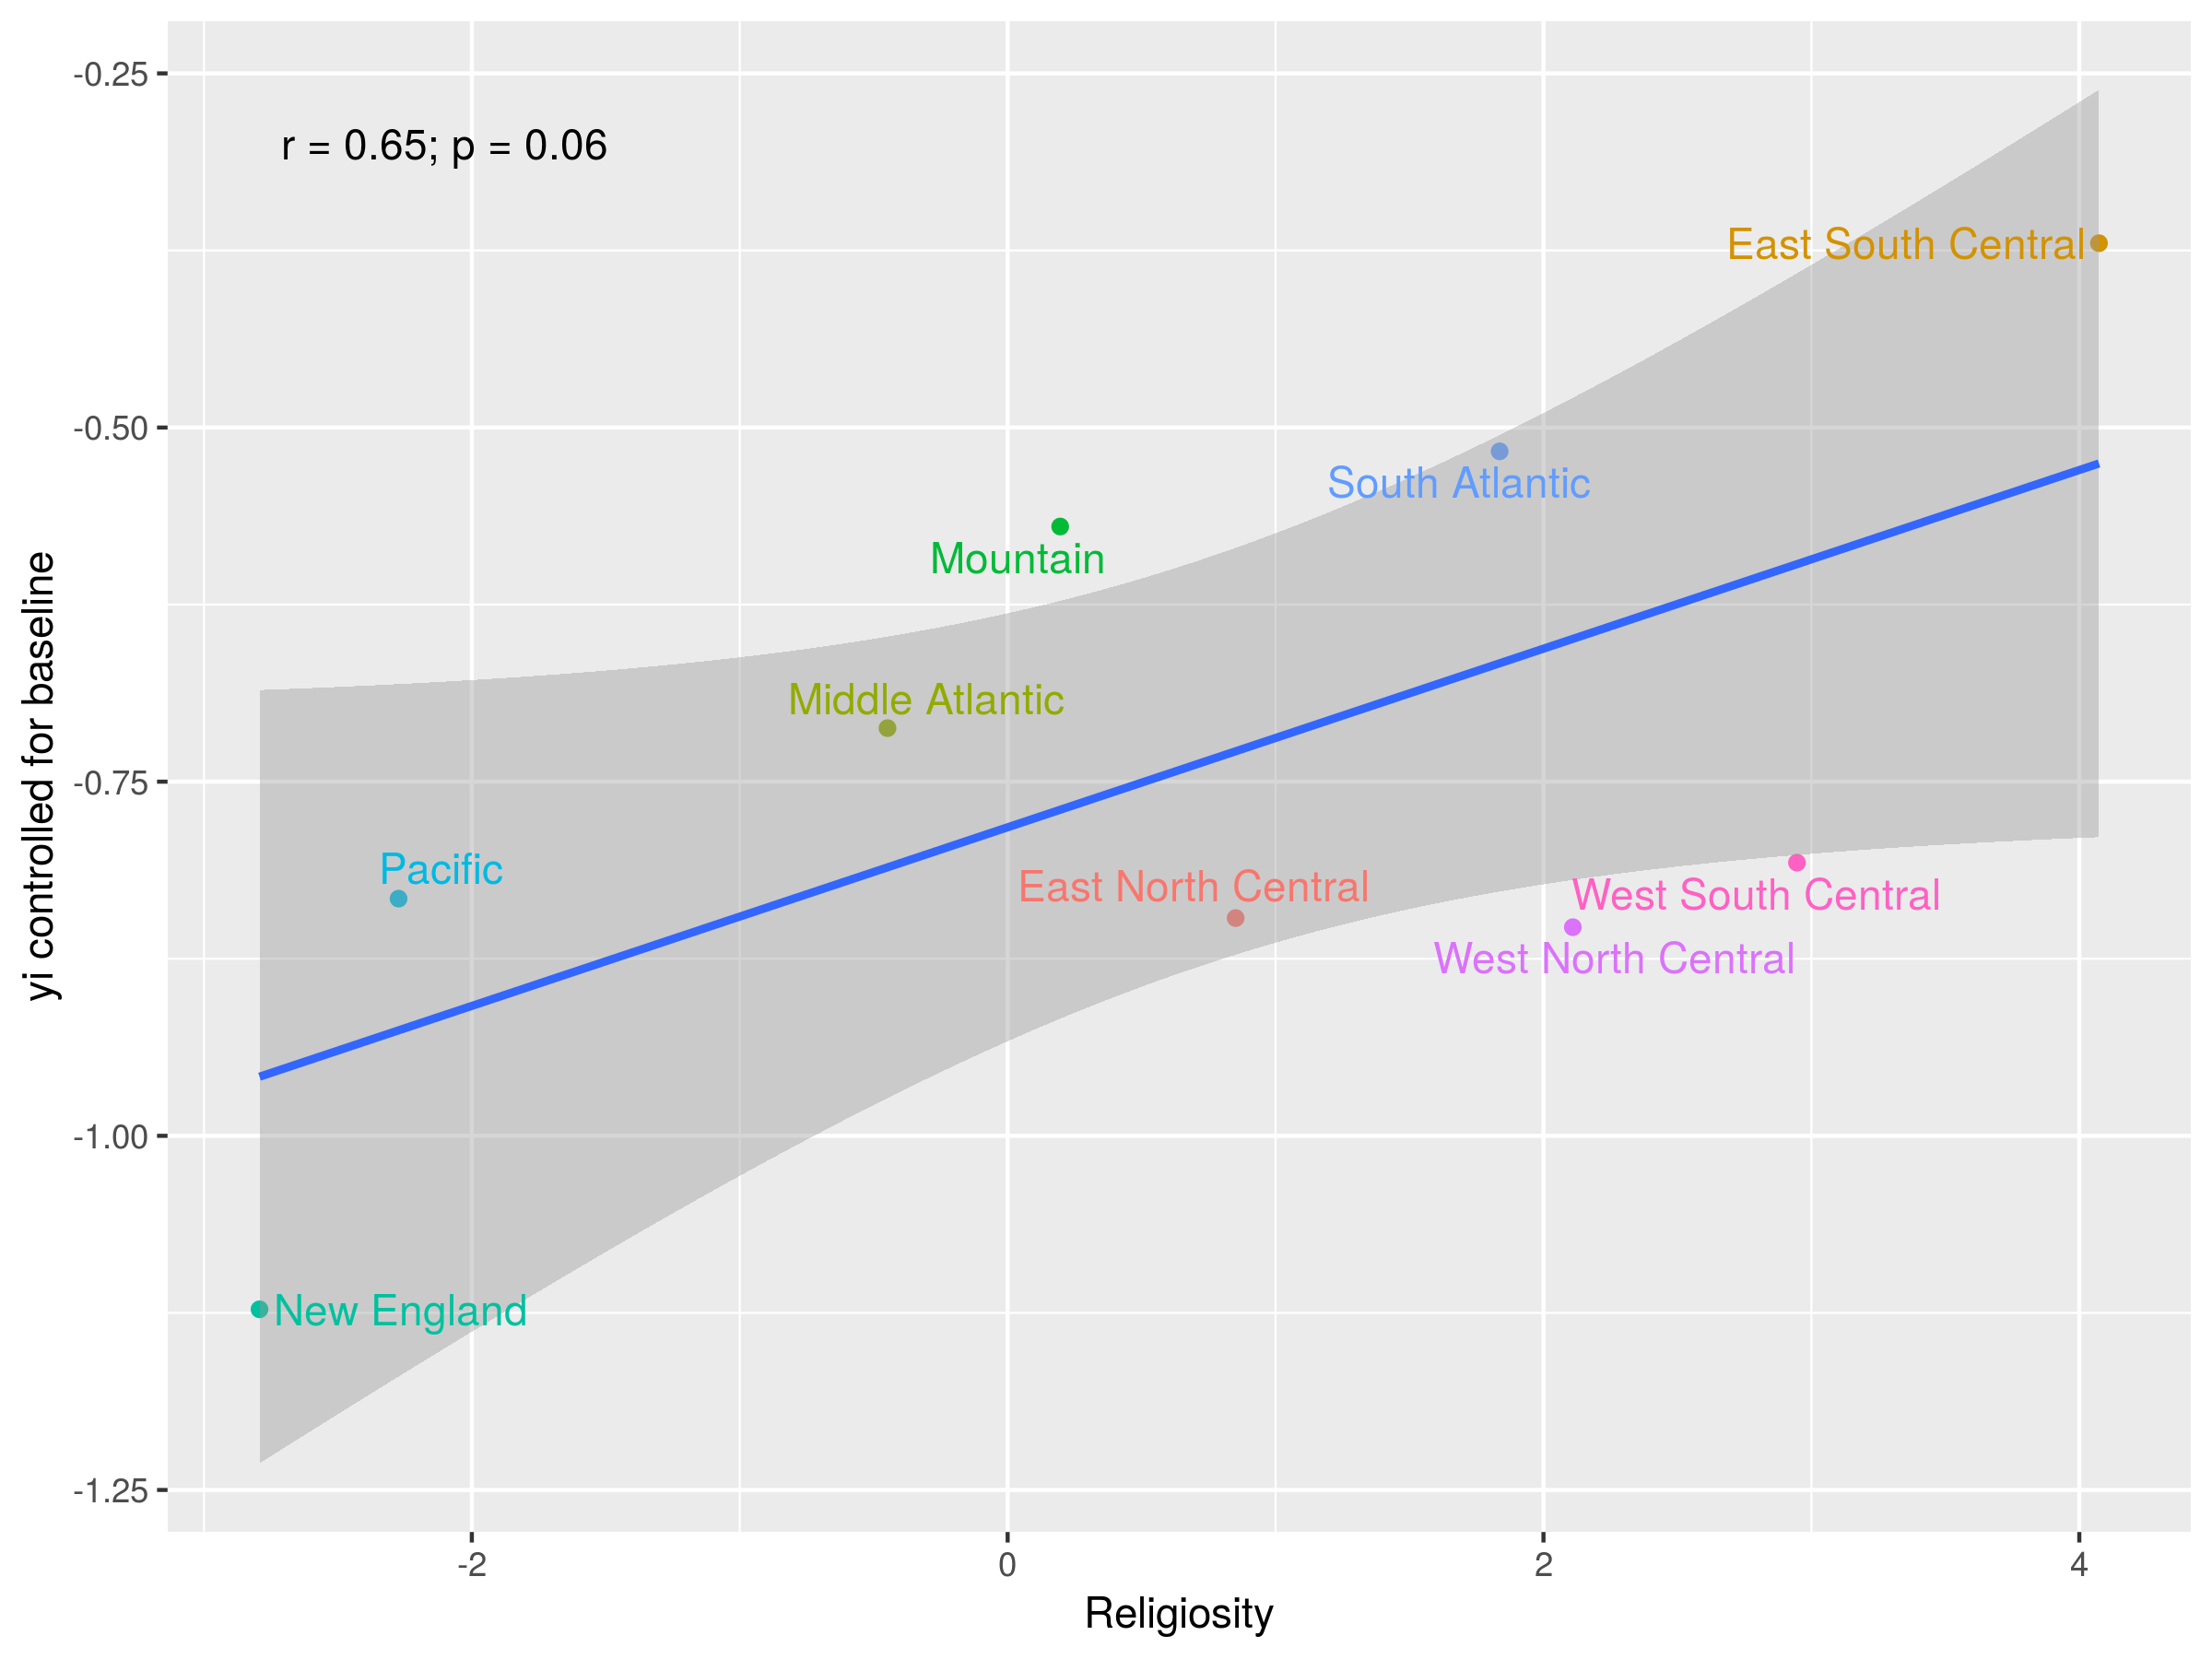 -0.25
r = 0.65; p = 0.06
East South Central
-0.50
South Atlantic
Mountain
yi controlled for baseline
Middle Atlantic
-0.75
Pacific
East North Central
West South Central
West North Central
-1.00
New England
-1.25
-2
0
2
4
Religiosity